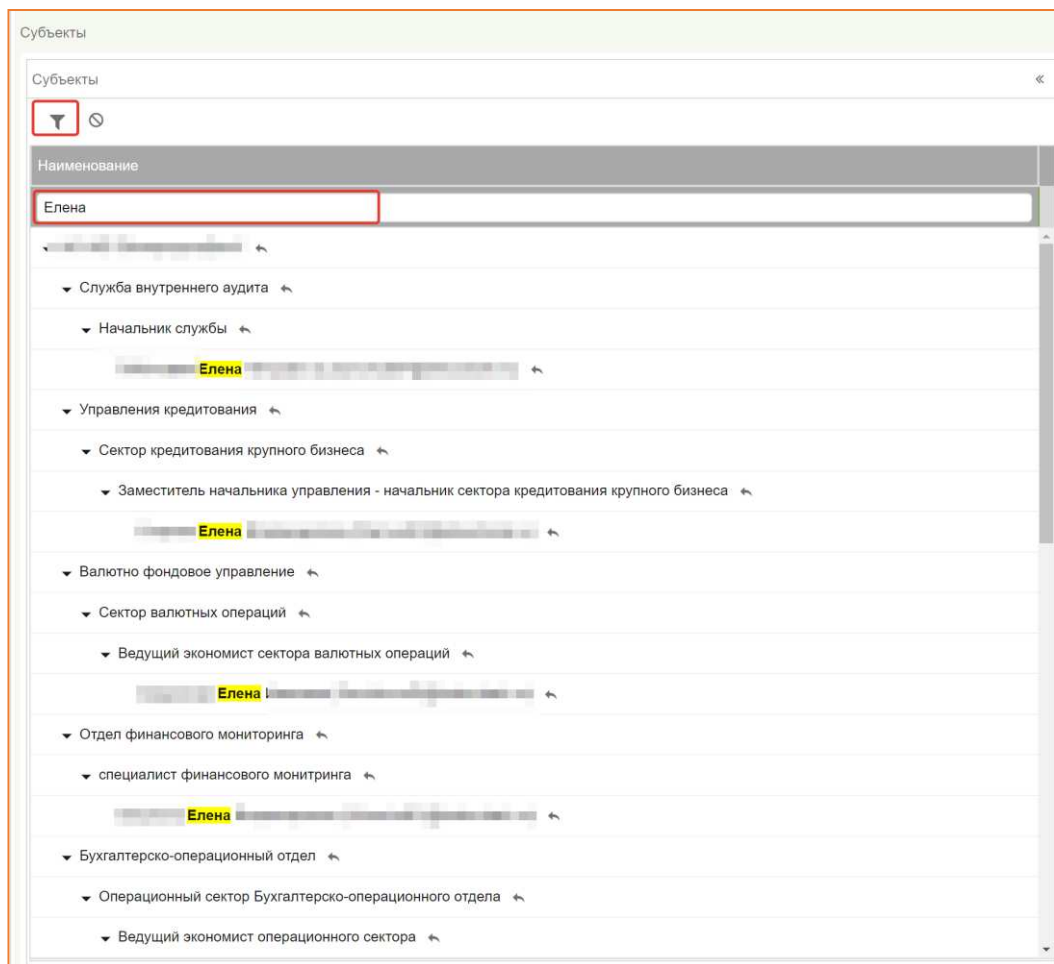 Субъекты
Субъекты
Наименование
Елена
Служба внутреннего аудита
Начальник службы
Елена
Управления кредитования
Сектор кредитования крупного бизнеса
Заместитель начальника управления - начальник сектора кредитования крупного бизнеса
Елена
Валютно фондовое управление
Сектор валютных операций
Ведущий экономист сектора валютных операций
Елена
Отдел финансового мониторинга
специалист финансового монитринга
Елена
Бухгалтерско-операционный отдел
Операционный сектор Бухгалтерско-операционного отдела
Ведущий экономист операционного сектора